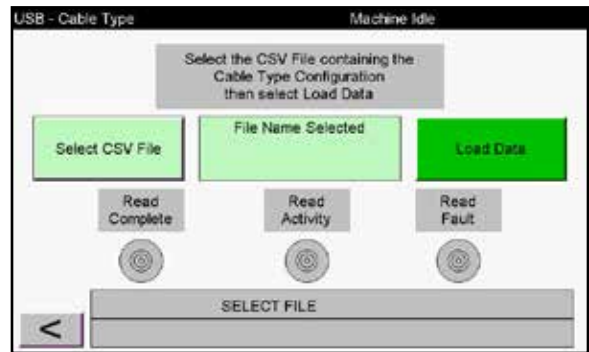 USB - Cable Type Machine Idle
Select the CSV File containing the
Cable Type Configuration
then select Load Data
Select CSV File
File Name Selected
Load Data
Read
Complete
Read
Activity
Read
Fault
SELECT FILE
<